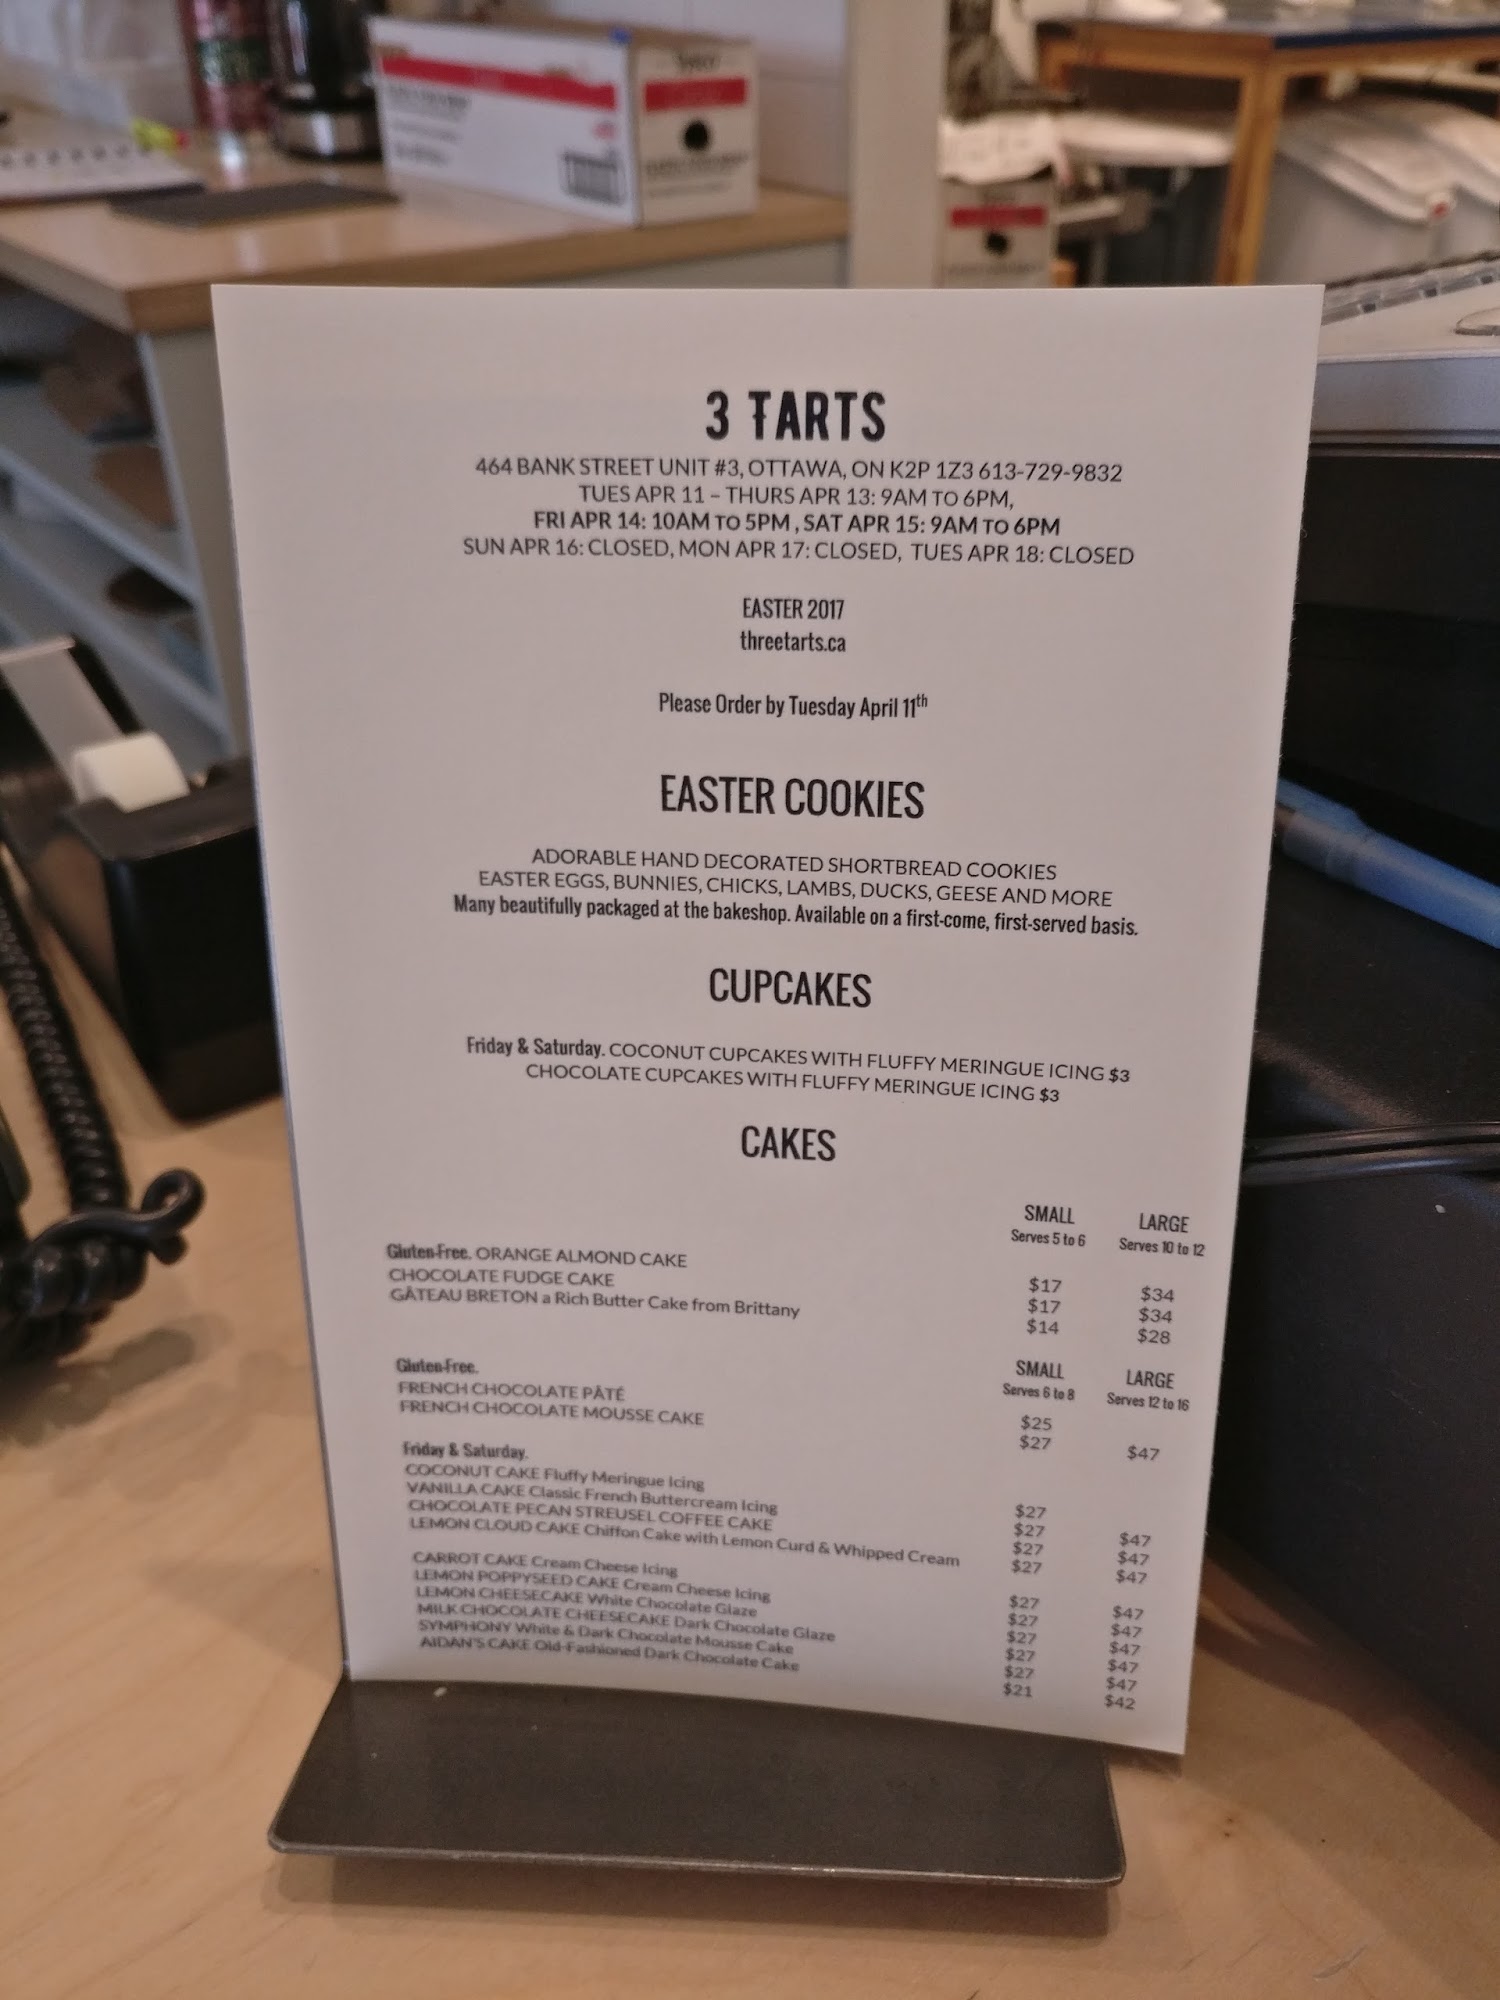 3 TARTS
464 BANK STREET UNIT #3, OTTAWA, ON K2P 1Z3 613-729-9832
TUES APR 11 – THURS APR 13: 9AM TO 6PM,
FRI APR 14: 10AM TO 5PM , SAT APR 15: 9AM TO 6PM
SUN APR 16: CLOSED, MON APR 17: CLOSED, TUES APR 18: CLOSED
EASTER 2017
threetarts.ca
Please Order by Tuesday April 11th
EASTER COOKIES
ADORABLE HAND DECORATED SHORTBREAD COOKIES
EASTER EGGS, BUNNIES, CHICKS, LAMBS, DUCKS, GEESE AND MORE
Many beautifully packaged at the bakeshop. Available on a first-come, first-served basis.
CUPCAKES
Friday & Saturday. COCONUT CUPCAKES WITH FLUFFY MERINGUE ICING $3
CHOCOLATE CUPCAKES WITH FLUFFY MERINGUE ICING $3
CAKES
SMALL LARGE
Serves 5 to 6 Serves 10 to 12
Gluten-Free. ORANGE ALMOND CAKE $17 $34
CHOCOLATE FUDGE CAKE $17 $34
GÂTEAU BRETON a Rich Butter Cake from Brittany $14 $28
SMALL LARGE
Gluten-Free. Serves 6 to 8 Serves 12 to 16
FRENCH CHOCOLATE PÂTÉ $25
FRENCH CHOCOLATE MOUSSE CAKE $27 $47
Friday & Saturday.
COCONUT CAKE Fluffy Meringue Icing $27 $47
VANILLA CAKE Classic French Buttercream Icing $27 $47
CHOCOLATE PECAN STREUSEL COFFEE CAKE $27 $47
LEMON CLOUD CAKE Chiffon Cake with Lemon Curd & Whipped Cream $27
CARROT CAKE Cream Cheese Icing $27 $47
LEMON POPPYSEED CAKE Cream Cheese Icing $27 $47
LEMON CHEESECAKE White Chocolate Glaze $27 $47
MILK CHOCOLATE CHEESECAKE Dark Chocolate Glaze $27 $47
SYMPHONY White & Dark Chocolate Mousse Cake $27 $47
AIDAN'S CAKE Old-Fashioned Dark Chocolate Cake $21 $42